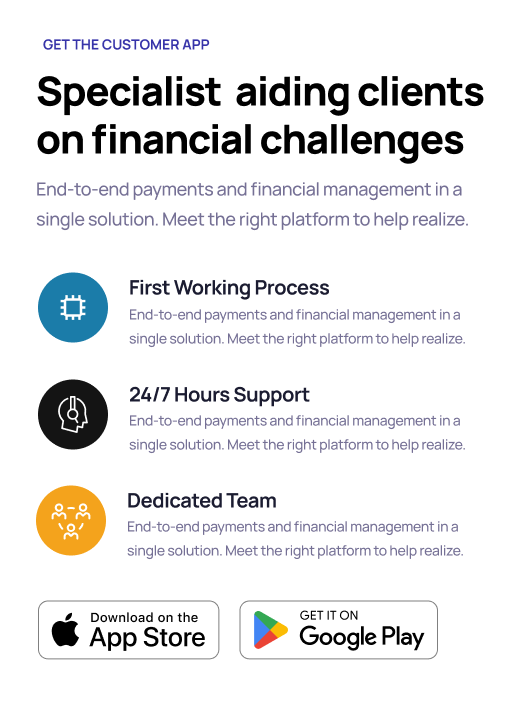 GET THE CUSTOMER APP
Specialist aiding clients
on financial challenges
End-to-end payments and financial management in a
single solution. Meet the right platform to help realize.
First Working Process
End-to-end payments and financial management in a
single solution. Meet the right platform to help realize.
24/7 Hours Support
End-to-end payments and financial management in a
single solution. Meet the right platform to help realize.
Dedicated Team
End-to-end payments and financial management in a
single solution. Meet the right platform to help realize.
Download on the
App Store
GET IT ON
Google Play